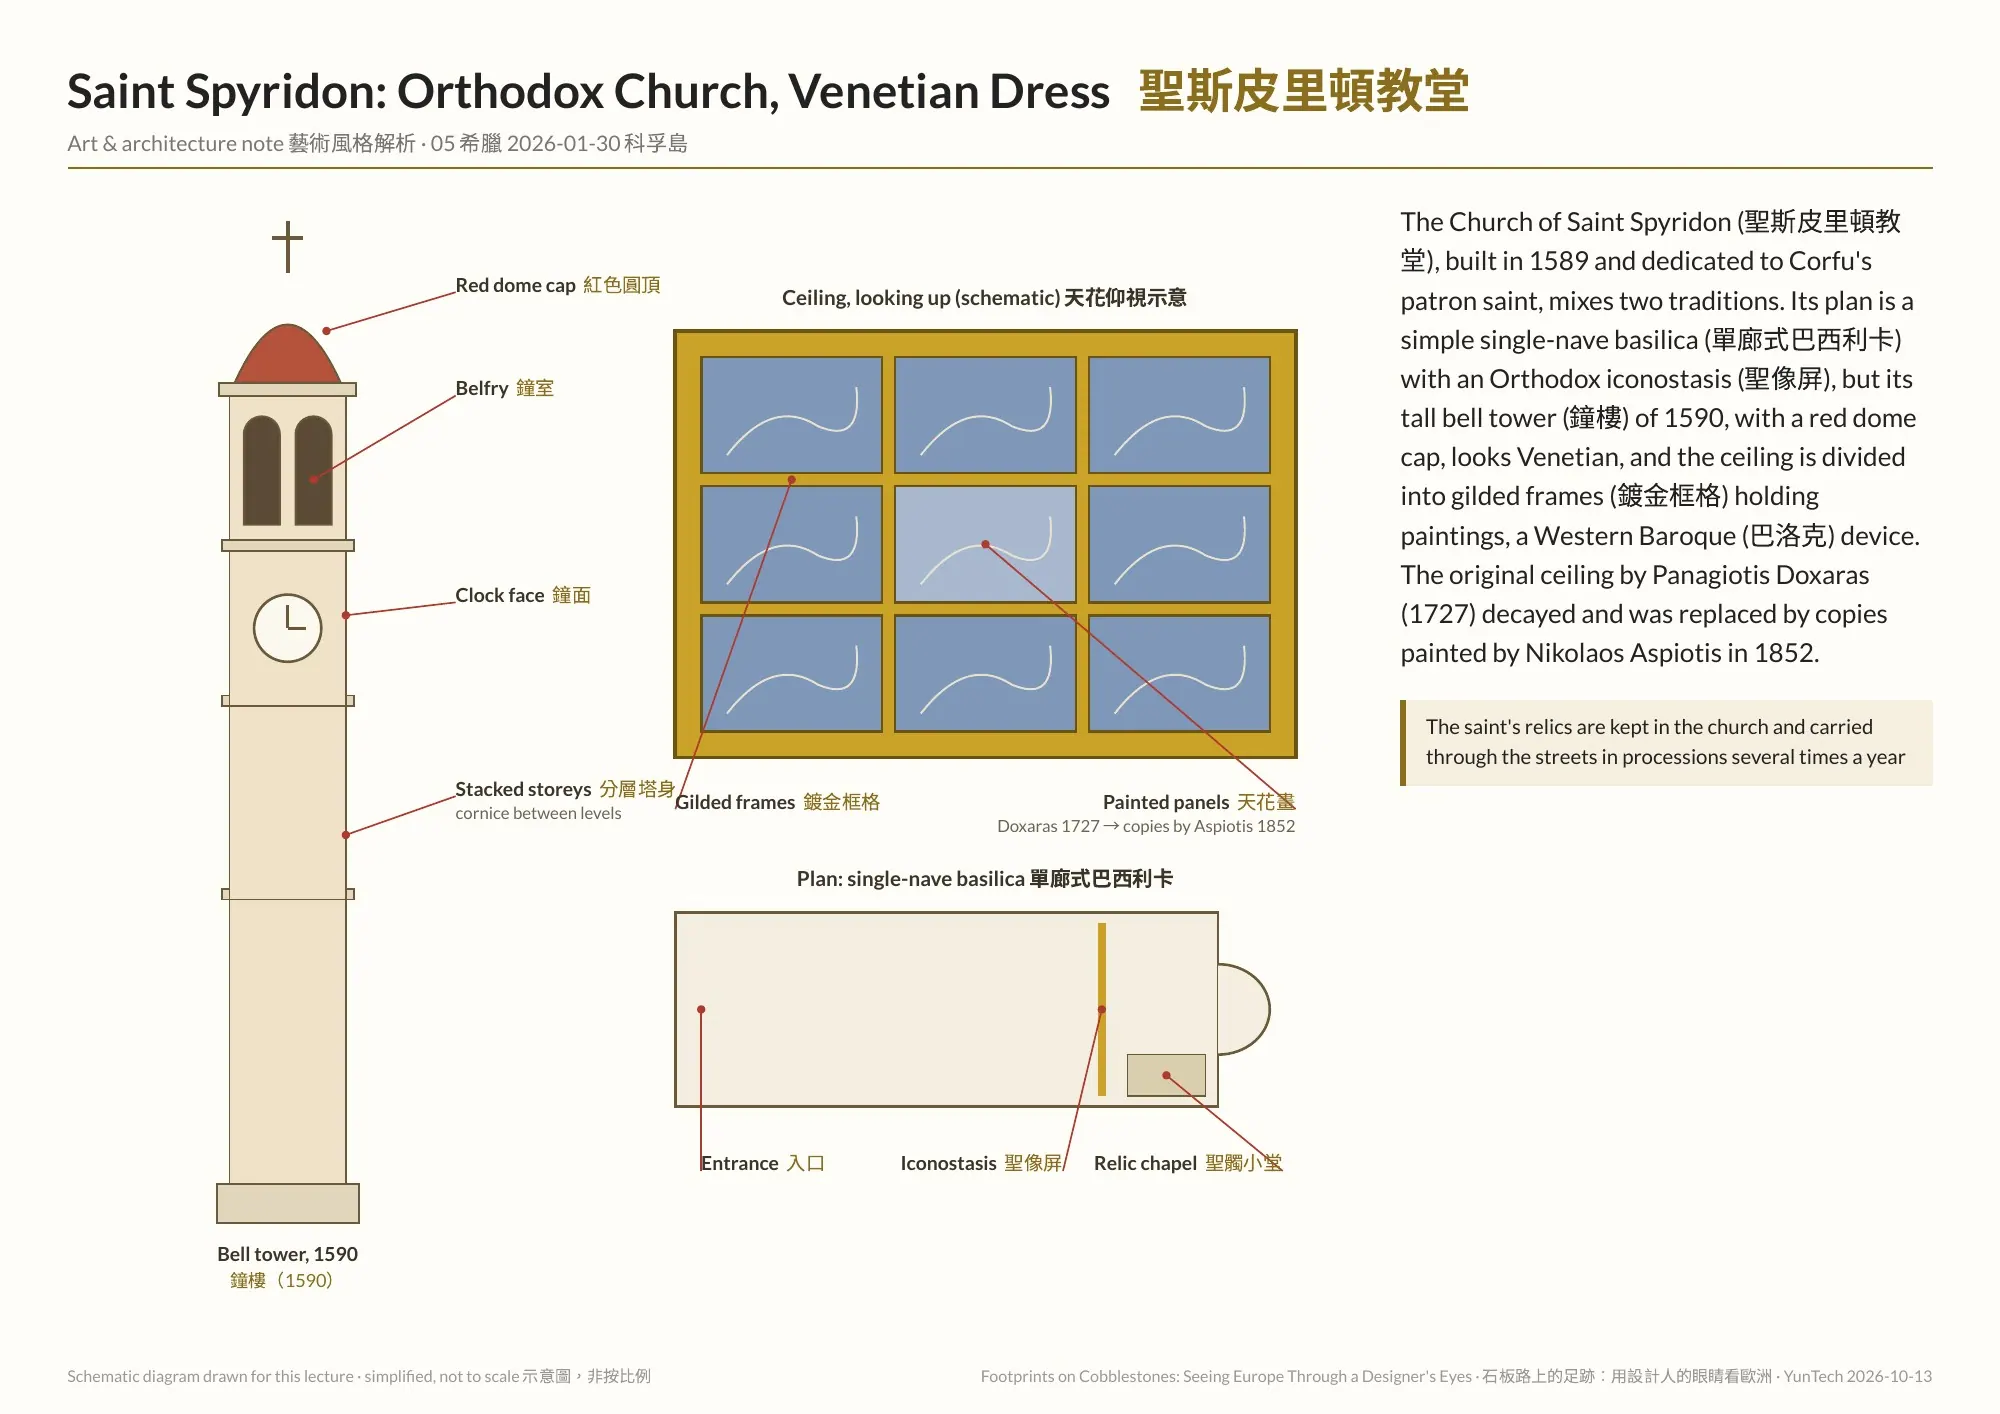 Saint Spyridon: Orthodox Church, Venetian Dress 聖斯皮里頓教堂
Art & architecture note 藝術風格解析 · 05 希臘 2026-01-30 科孚島
Red dome cap 紅色圓頂
Belfry 鐘室
Clock face 鐘面
Stacked storeys 分層塔身
cornice between levels
Bell tower, 1590
鐘樓（1590）
Ceiling, looking up (schematic) 天花仰視示意
Gilded frames 鍍金框格
Painted panels 天花畫
Doxaras 1727 → copies by Aspiotis 1852
Plan: single-nave basilica 單廊式巴西利卡
Entrance 入口
Iconostasis 聖像屏
Relic chapel 聖髑小堂
The Church of Saint Spyridon (聖斯皮里頓教
堂), built in 1589 and dedicated to Corfu's
patron saint, mixes two traditions. Its plan is a
simple single-nave basilica (單廊式巴西利卡)
with an Orthodox iconostasis (聖像屏), but its
tall bell tower (鐘樓) of 1590, with a red dome
cap, looks Venetian, and the ceiling is divided
into gilded frames (鍍金框格) holding
paintings, a Western Baroque (巴洛克) device.
The original ceiling by Panagiotis Doxaras
(1727) decayed and was replaced by copies
painted by Nikolaos Aspiotis in 1852.
The saint's relics are kept in the church and carried
through the streets in processions several times a year
Schematic diagram drawn for this lecture · simplified, not to scale 示意圖，非按比例
Footprints on Cobblestones: Seeing Europe Through a Designer's Eyes · 石板路上的足跡：用設計人的眼睛看歐洲 · YunTech 2026-10-13